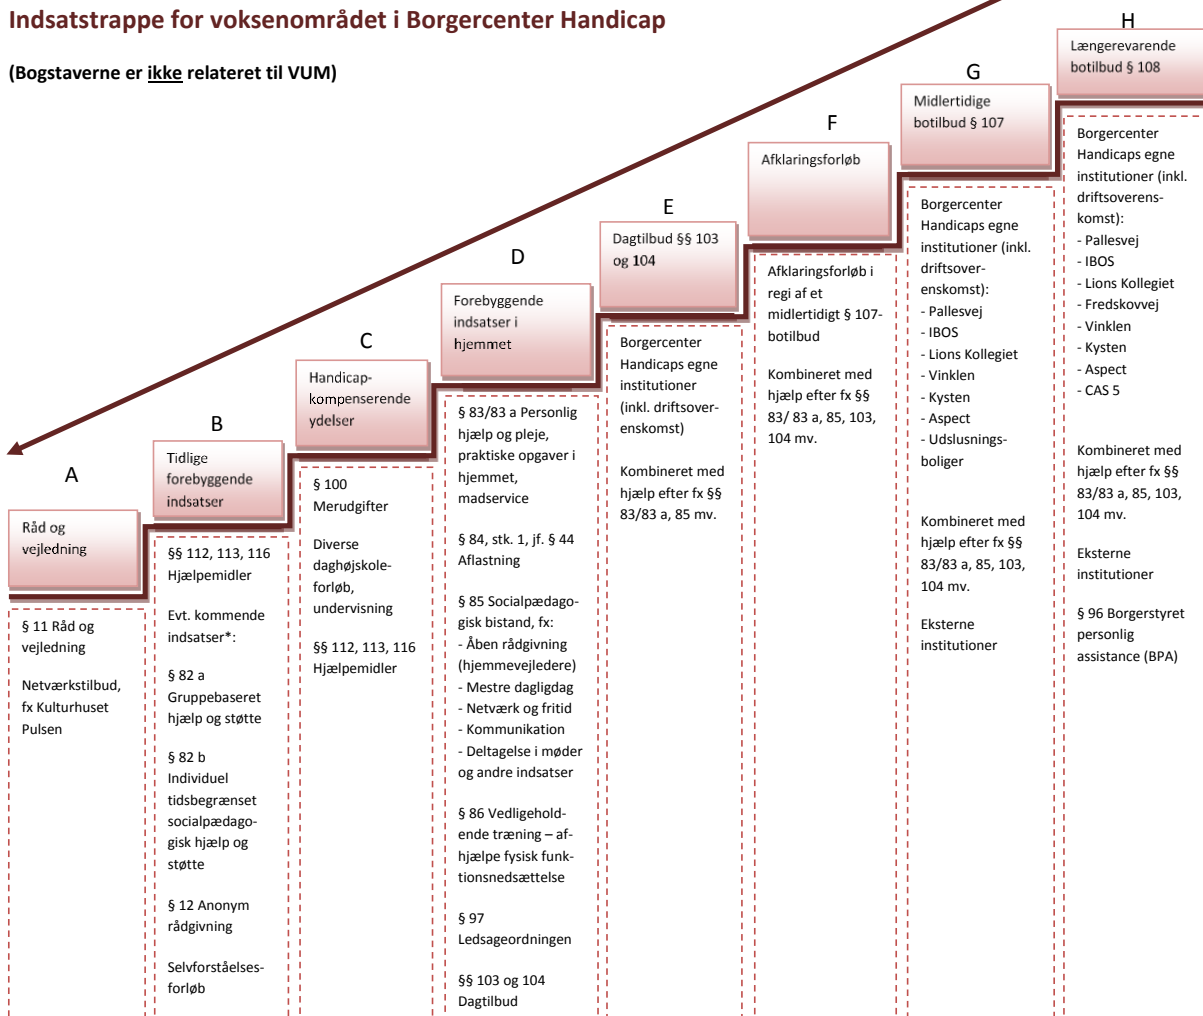 Indsatstrappe for voksenområdet i Borgercenter Handicap
(Bogstaverne er ikke relateret til VUM)
A
Råd og
vejledning
§ 11 Råd og
vejledning
Netværkstilbud,
fx Kulturhuset
Pulsen
B
Tidlige
forebyggende
indsatser
§§ 112, 113, 116
Hjælpemidler
Evt. kommende
indsatser*:
§ 82 a
Gruppebaseret
hjælp og støtte
§ 82 b
Individuel
tidsbegrænset
socialpædago-
gisk hjælp og
støtte
§ 12 Anonym
rådgivning
Selvforståelses-
forløb
C
Handicap-
kompenserende
ydelser
§ 100
Merudgifter
Diverse
daghøjskole-
forløb,
undervisning
§§ 112, 113, 116
Hjælpemidler
D
Forebyggende
indsatser i
hjemmet
§ 83/83 a Personlig
hjælp og pleje,
praktiske opgaver i
hjemmet,
madservice
§ 84, stk. 1, jf. § 44
Aflastning
§ 85 Socialpædago-
gisk bistand, fx:
- Åben rådgivning
(hjemmevejledere)
- Mestre dagligdag
- Netværk og fritid
- Kommunikation
- Deltagelse i møder
og andre indsatser
§ 86 Vedligehold-
ende træning – af-
hjælpe fysisk funk-
tionsnedsættelse
§ 97
Ledsageordningen
§§ 103 og 104
Dagtilbud
E
Dagtilbud §§ 103
og 104
Borgercenter
Handicaps egne
institutioner
(inkl. driftsover-
enskomst)
Kombineret med
hjælp efter fx §§
83/83 a, 85 mv.
F
Afklaringsforløb
Afklaringsforløb i
regi af et
midlertidigt § 107-
botilbud
Kombineret med
hjælp efter fx §§
83/ 83 a, 85, 103,
104 mv.
G
Midlertidige
botilbud § 107
Borgercenter
Handicaps egne
institutioner (inkl.
driftsover-
enskomst):
- Pallesvej
- IBOS
- Lions Kollegiet
- Vinklen
- Kysten
- Aspect
- Udslusnings-
boliger
Kombineret med
hjælp efter fx §§
83/83 a, 85, 103,
104 mv.
Eksterne
institutioner
H
Længerevarende
botilbud § 108
Borgercenter
Handicaps egne
institutioner (inkl.
driftsoverens-
komst):
- Pallesvej
- IBOS
- Lions Kollegiet
- Fredskovvej
- Vinklen
- Kysten
- Aspect
- CAS 5
Kombineret med
hjælp efter fx §§
83/83 a, 85, 103,
104 mv.
Eksterne
institutioner
§ 96 Borgerstyret
personlig
assistance (BPA)